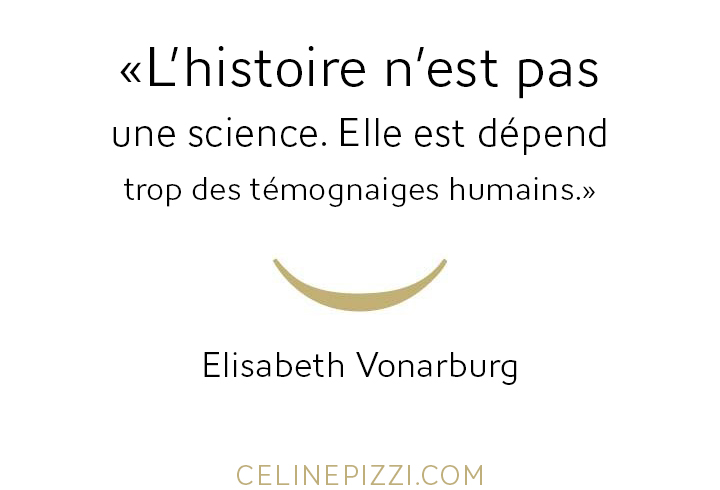 «L'histoire n'est pas
une science. Elle est dépend
trop des témognaiges humains.»
Elisabeth Vonarburg
CELINEPIZZI.COM